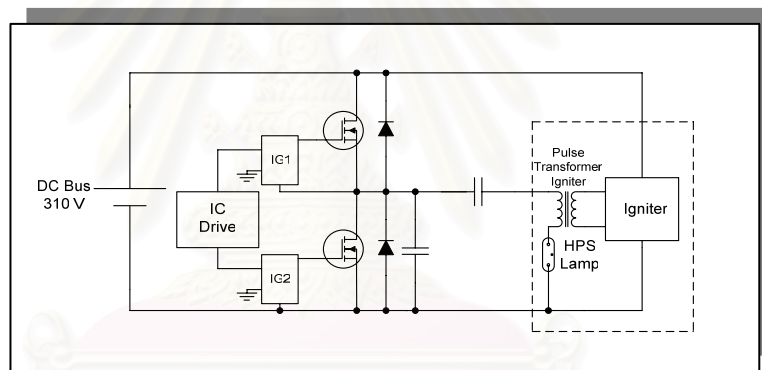 DC Bus
310 V
IC
Drive
IG1
IG2
Pulse
Transformer
Igniter
HPS
Lamp
Igniter